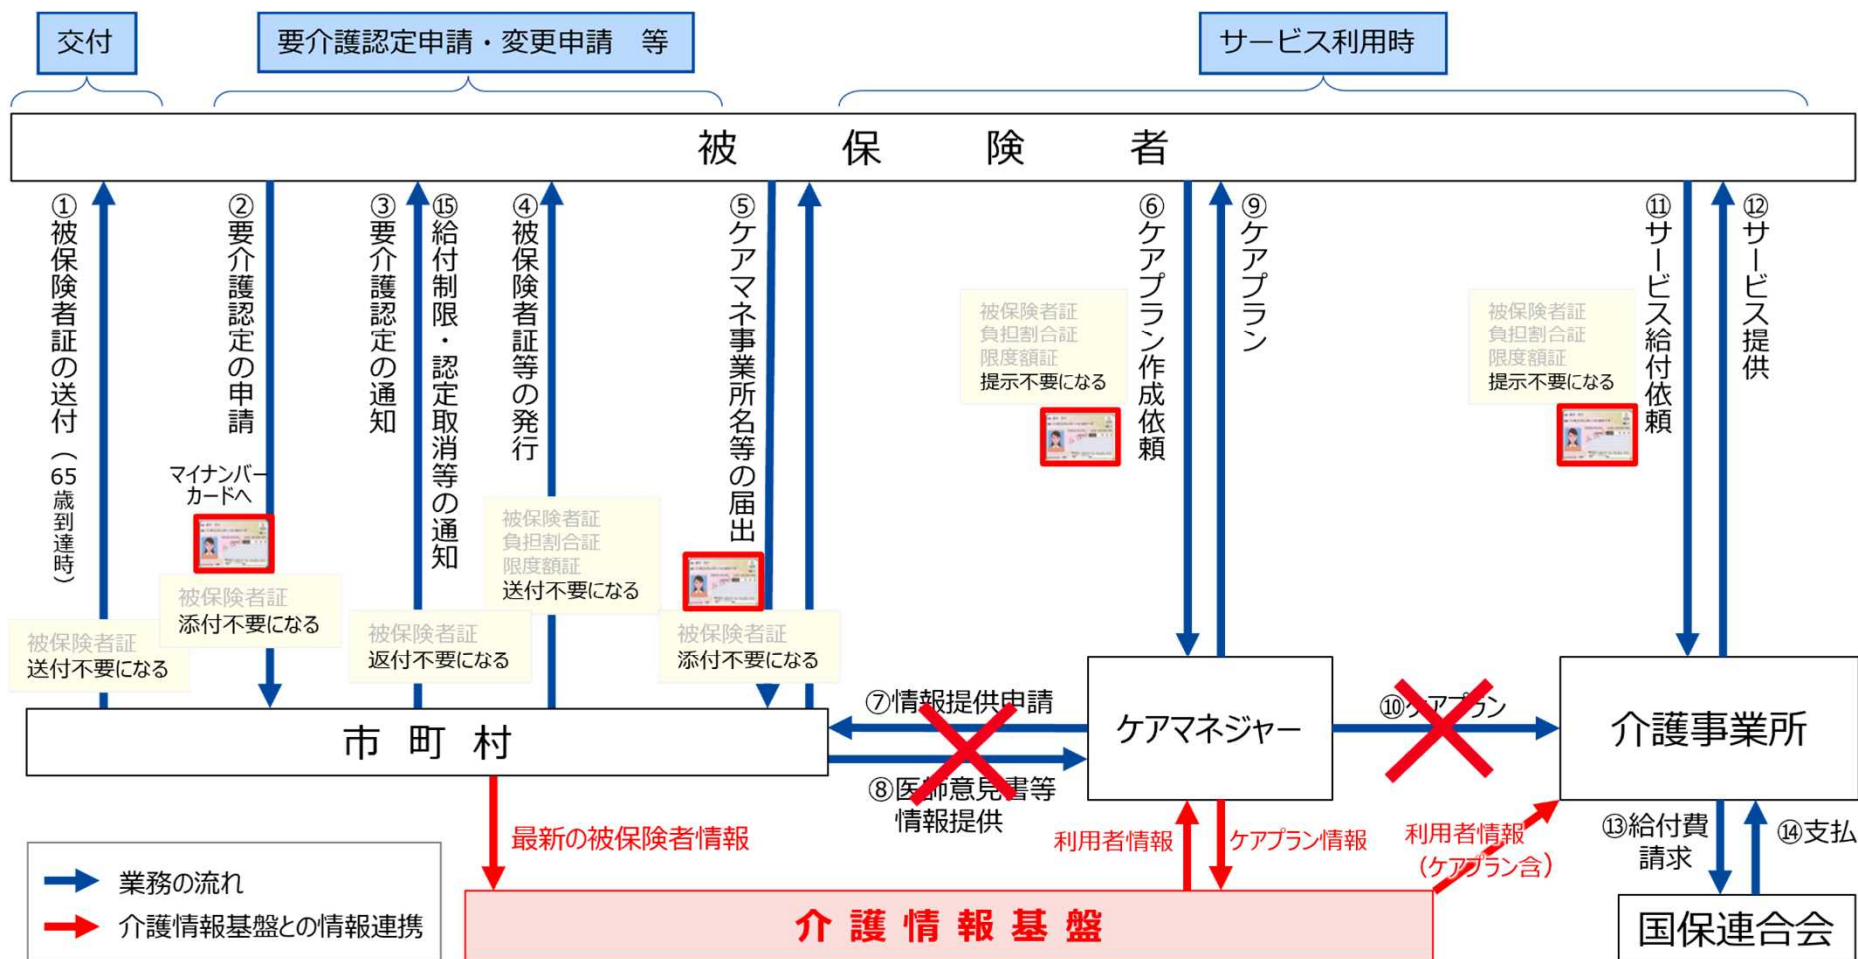 交付
要介護認定申請・変更申請　等
サービス利用時
被保険者
①被保険者証の送付（65歳到達時）
②要介護認定の申請
③要介護認定の通知
⑮給付制限・認定取消等の通知
④被保険者証等の発行
⑤ケアマネ事業所名等の届出
⑥ケアプラン作成依頼
⑨ケアプラン
⑪サービス給付依頼
⑫サービス提供
被保険者証
負担割合証
限度額証
提示不要になる
被保険者証
負担割合証
限度額証
提示不要になる
マイナンバー
カードへ
被保険者証
負担割合証
限度額証
送付不要になる
被保険者証
送付不要になる
被保険者証
添付不要になる
被保険者証
返付不要になる
被保険者証
添付不要になる
市町村
⑦情報提供申請
⑧医師意見書等
情報提供
ケアマネジャー
⑩ケアプラン
介護事業所
最新の被保険者情報
利用者情報
ケアプラン情報
利用者情報
（ケアプラン含）
⑬給付費
請求
⑭支払
業務の流れ
介護情報基盤との情報連携
介護情報基盤
国保連合会